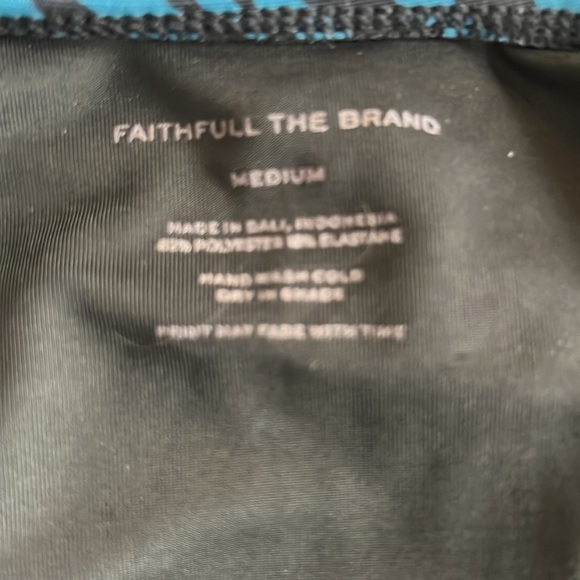 FAITHFULL THE BRAND
MEDIUM
MADE IN BALI, INDONESIA
82% POLYESTER 18% ELASTANE
HAND WASH COLD
DRY IN SHADE
PRINT MAY FADE WITH TIME